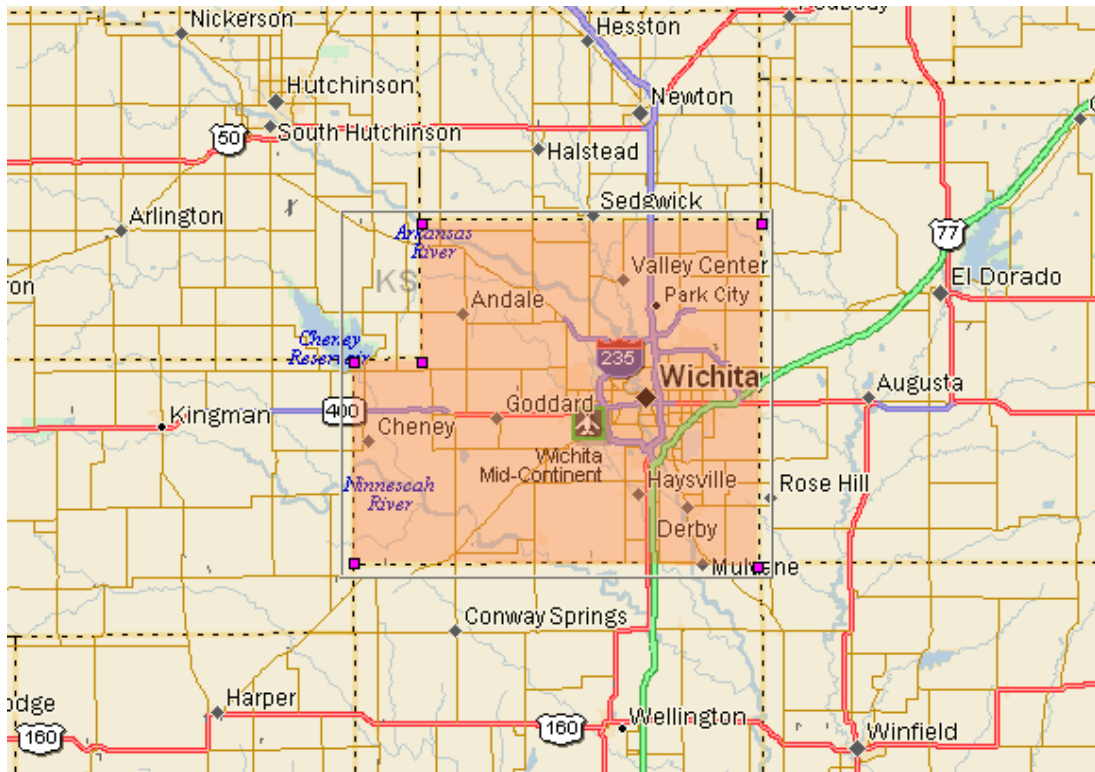 Nickerson
Hesston
Peabody
Hutchinson
Newton
50
South Hutchinson
Halstead
Arlington
Sedgwick
77
Arkansas
River
Valley Center
KS
Andale
Park City
El Dorado
Cheney
Reservoir
235
Wichita
Augusta
400
Kingman
Goddard
Cheney
Wichita
Mid-Continent
Ninnescah
River
Haysville
Rose Hill
Derby
Mulvane
Conway Springs
Harper
160
160
Wellington
Winfield